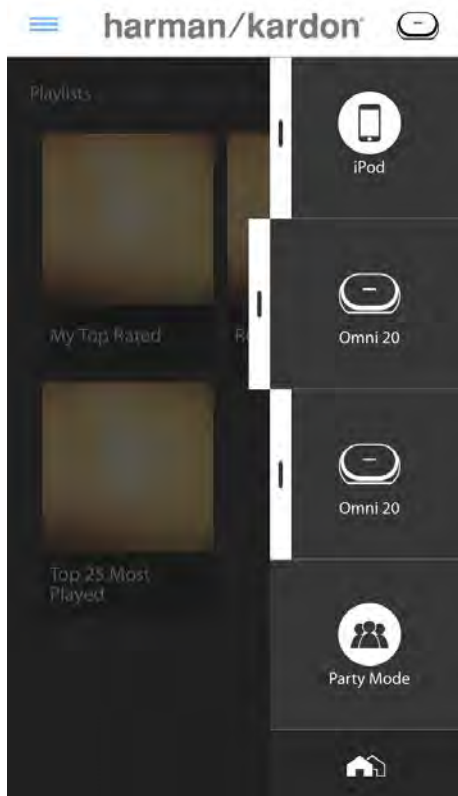 harman/kardon
Playlists
iPod
My Top Rated
Omni 20
Omni 20
Top 25 Most
Played
Party Mode